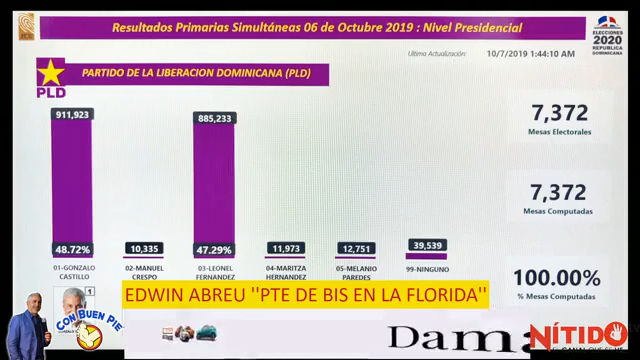 Resultados Primarias Simultáneas 06 de Octubre 2019 : Nivel Presidencial
ELECCIONES
2020
REPUBLICA
DOMINICANA
Ultima Actualización:
10/7/2019 1:44:10 AM
PLD
PARTIDO DE LA LIBERACION DOMINICANA (PLD)
911,923
885,233
10,335
11,973
12,751
39,539
48.72%
47.29%
01-GONZALO CASTILLO
02-MANUEL CRESPO
03-LEONEL FERNANDEZ
04-MARITZA HERNANDEZ
05-MELANIO PAREDES
99-NINGUNO
7,372
Mesas Electorales
7,372
Mesas Computadas
100.00%
% Mesas Computadas
EDWIN ABREU ''PTE DE BIS EN LA FLORIDA''
1
CON BUEN PIE
Dama
NÍTIDO